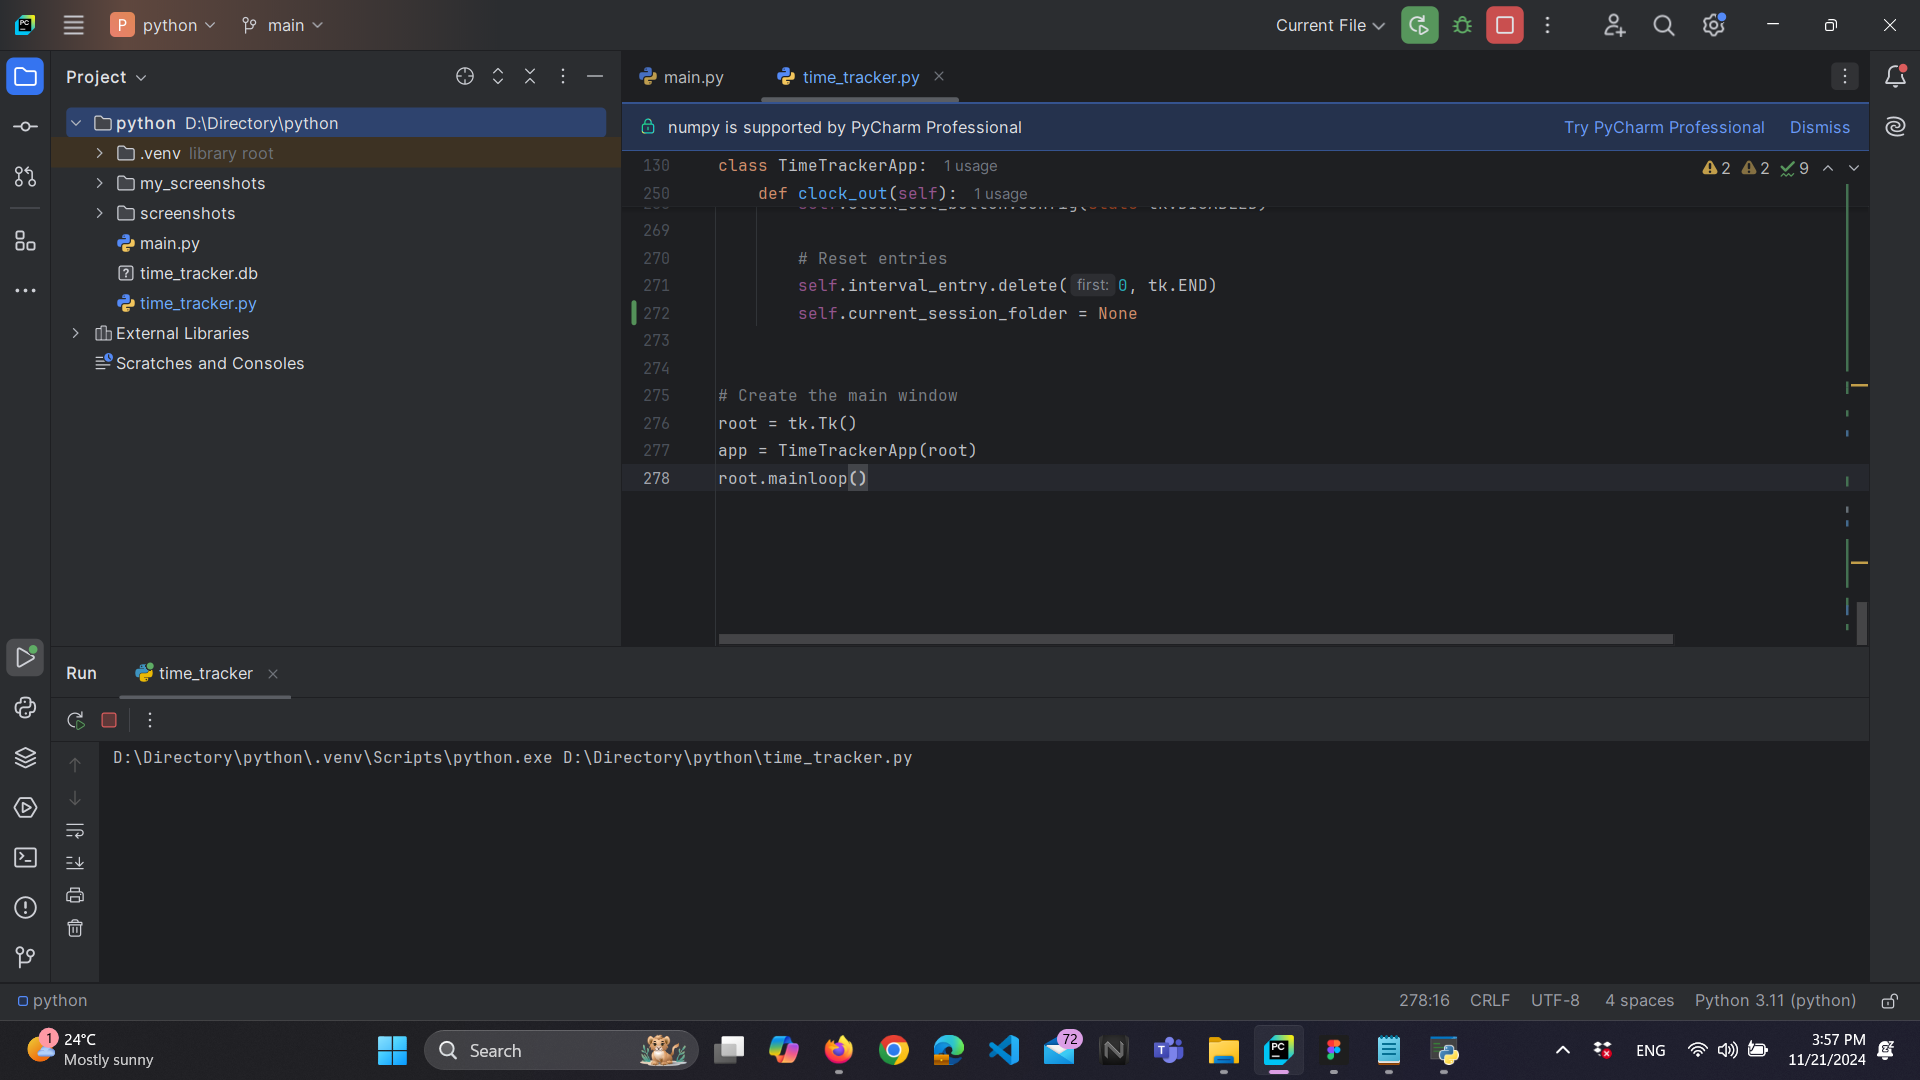 P python main
Current File
Project
python D:\Directory\python
.venv library root
my_screenshots
screenshots
main.py
time_tracker.db
time_tracker.py
External Libraries
Scratches and Consoles
main.py time_tracker.py
numpy is supported by PyCharm Professional Try PyCharm Professional Dismiss
130 class TimeTrackerApp: 1 usage
2 2 9
250 def clock_out(self): 1 usage
269
270 # Reset entries
271 self.interval_entry.delete( first: 0, tk.END)
272 self.current_session_folder = None
273
274
275 # Create the main window
276 root = tk.Tk()
277 app = TimeTrackerApp(root)
278 root.mainloop()
Run time_tracker
D:\Directory\python\.venv\Scripts\python.exe D:\Directory\python\time_tracker.py
python 278:16 CRLF UTF-8 4 spaces Python 3.11 (python)
1 24°C
Mostly sunny
Search
72
ENG
3:57 PM
11/21/2024